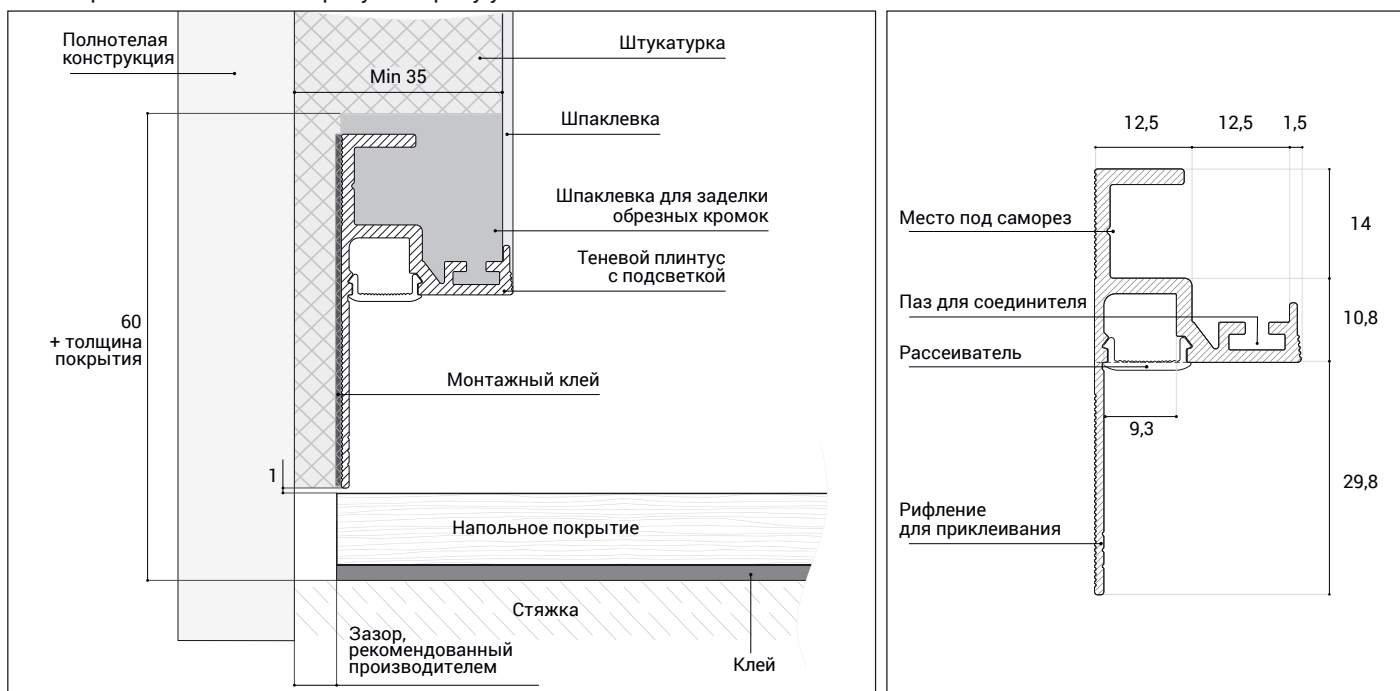 Полнотелая
конструкция
Штукатурка
Min 35
Шпаклевка
Шпаклевка для заделки
обрезных кромок
Теневой плинтус
с подсветкой
60
+ толщина
покрытия
Монтажный клей
1
Напольное покрытие
Стяжка
Зазор,
рекомендованный
производителем
Клей
12,5 12,5 1,5
Место под саморез
14
Паз для соединителя
10,8
Рассеиватель
9,3
29,8
Рифление
для приклеивания